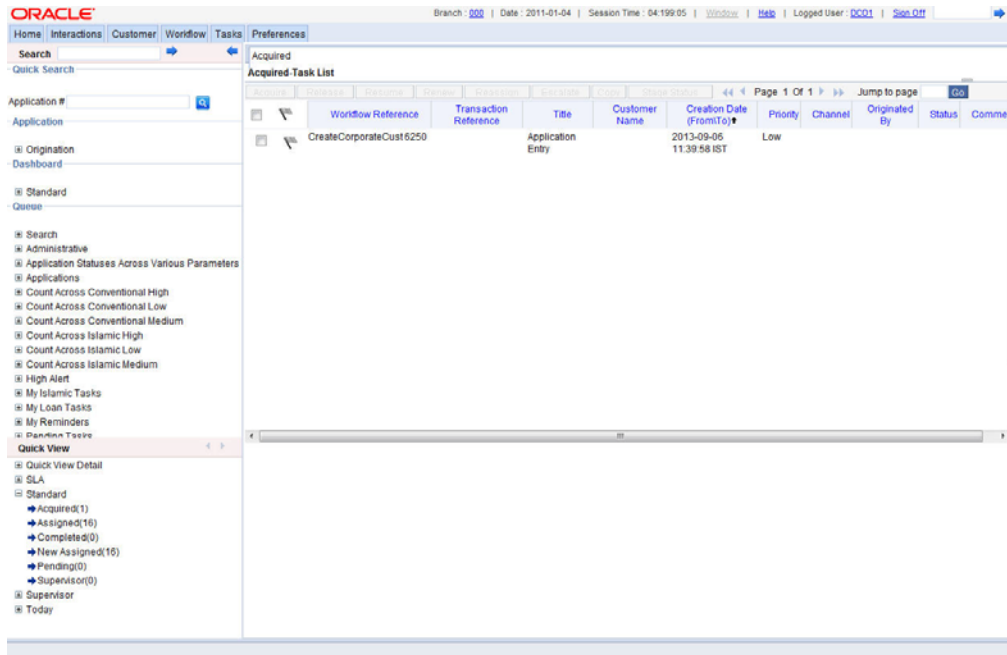 ORACLE
Branch : 000 | Date : 2011-01-04 | Session Time : 04:199:05 | Window | Help | Logged User : DCO1 | Sign Off
Home Interactions Customer Workflow Tasks Preferences
Search
Quick Search
Application #
Application
Origination
Dashboard
Standard
Queue
Search
Administrative
Application Statuses Across Various Parameters
Applications
Count Across Conventional High
Count Across Conventional Low
Count Across Conventional Medium
Count Across Islamic High
Count Across Islamic Low
Count Across Islamic Medium
High Alert
My Islamic Tasks
My Loan Tasks
My Reminders
Pending Tasks
Quick View
Quick View Detail
SLA
Standard
Acquired(1)
Assigned(16)
Completed(0)
New Assigned(16)
Pending(0)
Supervisor(0)
Supervisor
Today
Acquired
Acquired-Task List
Acquire Release Resume Renew Reassign Escalate Copy Stage Status Page 1 Of 1 Jump to page Go
Workflow Reference Transaction Reference Title Customer Name Creation Date (From\To) Priority Channel Originated By Status Comme
CreateCorporateCust6250 Application Entry 2013-09-06 11:39:58 IST Low